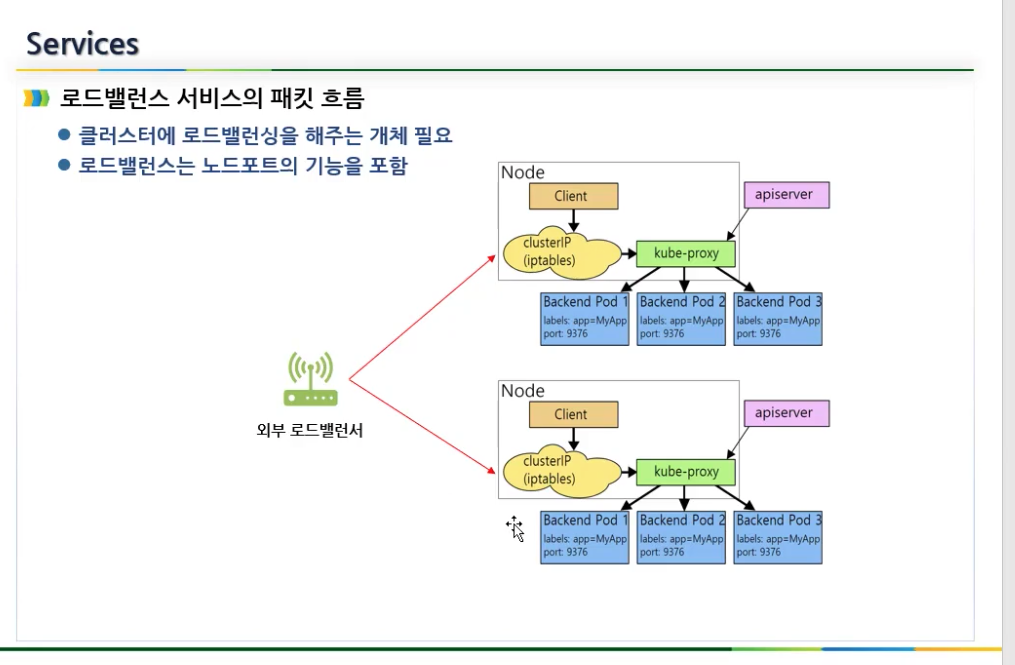 Services
로드밸런스 서비스의 패킷 흐름
클러스터에 로드밸런싱을 해주는 개체 필요
로드밸런스는 노드포트의 기능을 포함
Node
Client
apiserver
clusterIP
(iptables)
kube-proxy
Backend Pod 1
labels: app=MyApp
port: 9376
Backend Pod 2
labels: app=MyApp
port: 9376
Backend Pod 3
labels: app=MyApp
port: 9376
외부 로드밸런서
Node
Client
apiserver
clusterIP
(iptables)
kube-proxy
Backend Pod 1
labels: app=MyApp
port: 9376
Backend Pod 2
labels: app=MyApp
port: 9376
Backend Pod 3
labels: app=MyApp
port: 9376